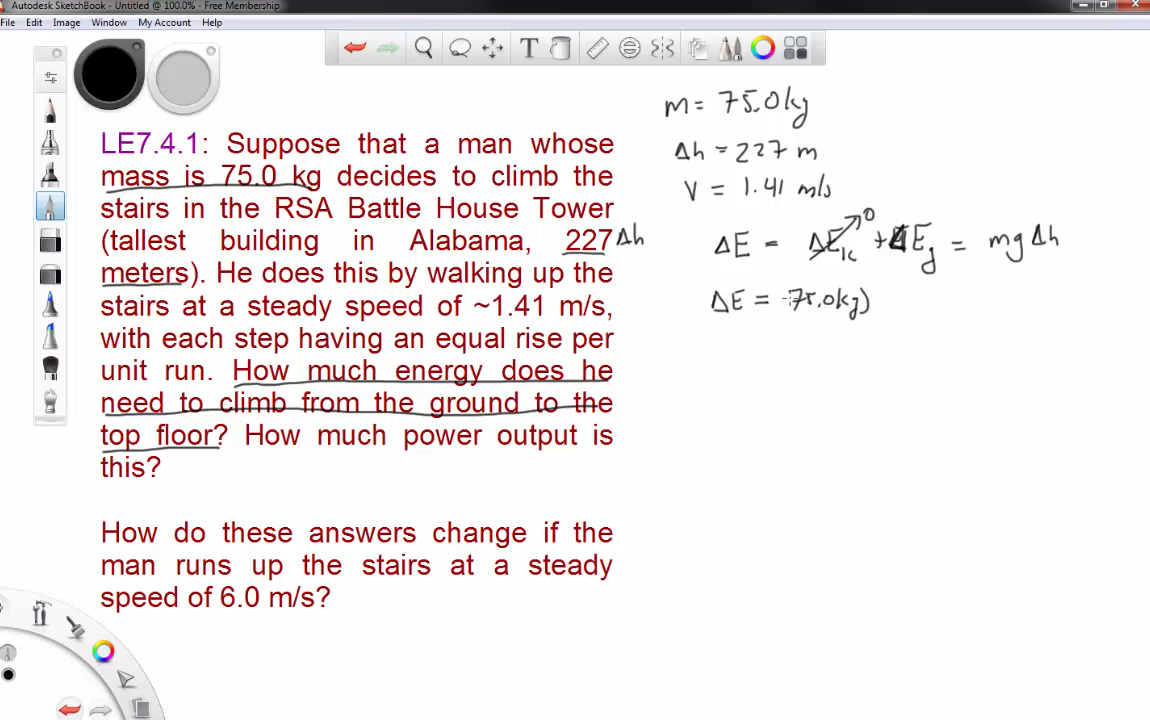 Autodesk SketchBook - Untitled @ 100.0% - Free Membership
File Edit Image Window My Account Help
LE7.4.1: Suppose that a man whose
mass is 75.0 kg decides to climb the
stairs in the RSA Battle House Tower
(tallest building in Alabama, 227
meters). He does this by walking up the
stairs at a steady speed of ~1.41 m/s,
with each step having an equal rise per
unit run. How much energy does he
need to climb from the ground to the
top floor? How much power output is
this?
How do these answers change if the
man runs up the stairs at a steady
speed of 6.0 m/s?
Δh
m = 75.0 kg
Δh = 227 m
V = 1.41 m/s
ΔE = ΔEk 0 + ΔEg = mgΔh
ΔE = 75.0kg)